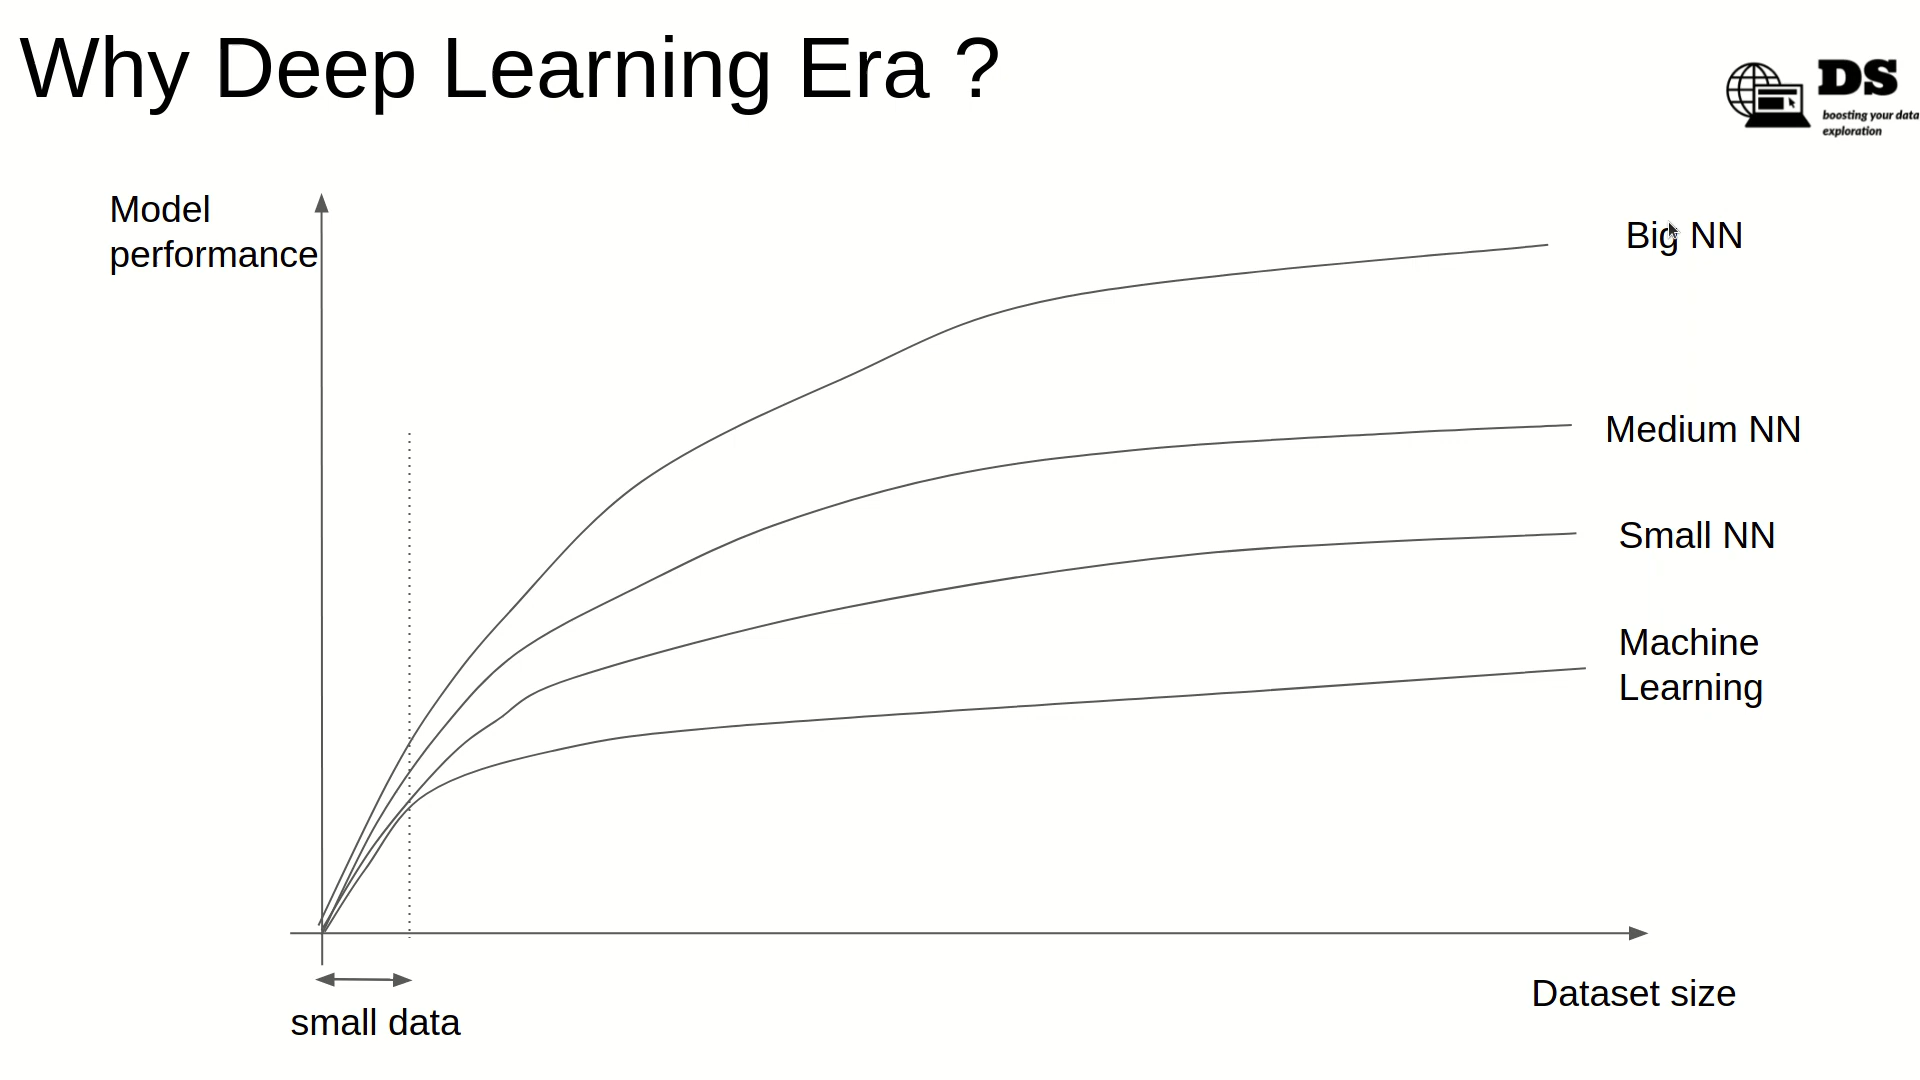 Why Deep Learning Era ?
DS
boosting your data
exploration
Model
performance
Big NN
Medium NN
Small NN
Machine
Learning
Dataset size
small data